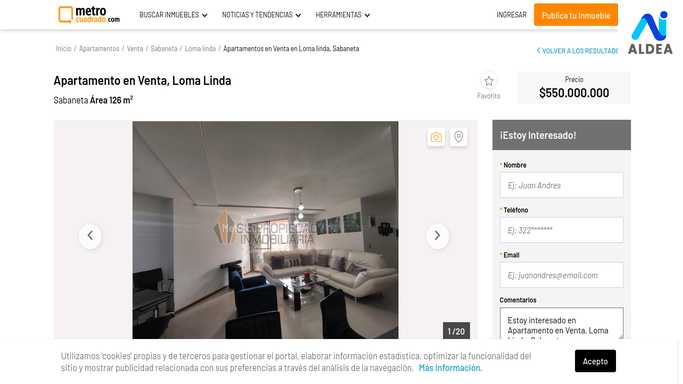 metro
cuadrado.com
BUSCAR INMUEBLES
NOTICIAS Y TENDENCIAS
HERRAMIENTAS
INGRESAR
Publica tu Inmueble
ALDEA
Inicio / Apartamentos / Venta / Sabaneta / Loma linda / Apartamentos en Venta en Loma linda, Sabaneta
VOLVER A LOS RESULTADO
Apartamento en Venta, Loma Linda
Sabaneta Área 126 m²
Favorito
Precio
$550.000.000
INMOBILIARIA
1 / 20
¡Estoy Interesado!
* Nombre
Ej: Juan Andres
* Teléfono
Ej: 322*******
* Email
Ej: juanandres@email.com
Comentarios
Estoy interesado en
Apartamento en Venta, Loma
Utilizamos 'cookies' propias y de terceros para gestionar el portal, elaborar información estadística, optimizar la funcionalidad del
sitio y mostrar publicidad relacionada con sus preferencias a través del análisis de la navegación. Más Información.
Acepto